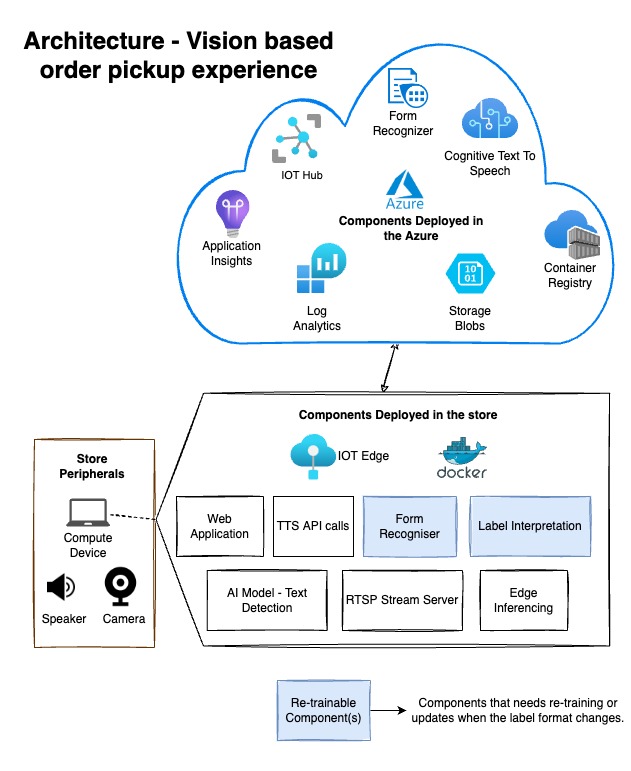 Architecture - Vision based
order pickup experience
Form
Recognizer
Cognitive Text To
Speech
IOT Hub
Azure
Components Deployed in
the Azure
Application
Insights
Container
Registry
Log
Analytics
10
01
Storage
Blobs
Components Deployed in the store
IOT Edge
docker
Store
Peripherals
Compute
Device
Speaker
Camera
Web
Application
TTS API calls
Form
Recogniser
Label Interpretation
AI Model - Text
Detection
RTSP Stream Server
Edge
Inferencing
Re-trainable
Component(s)
Components that needs re-training or
updates when the label format changes.